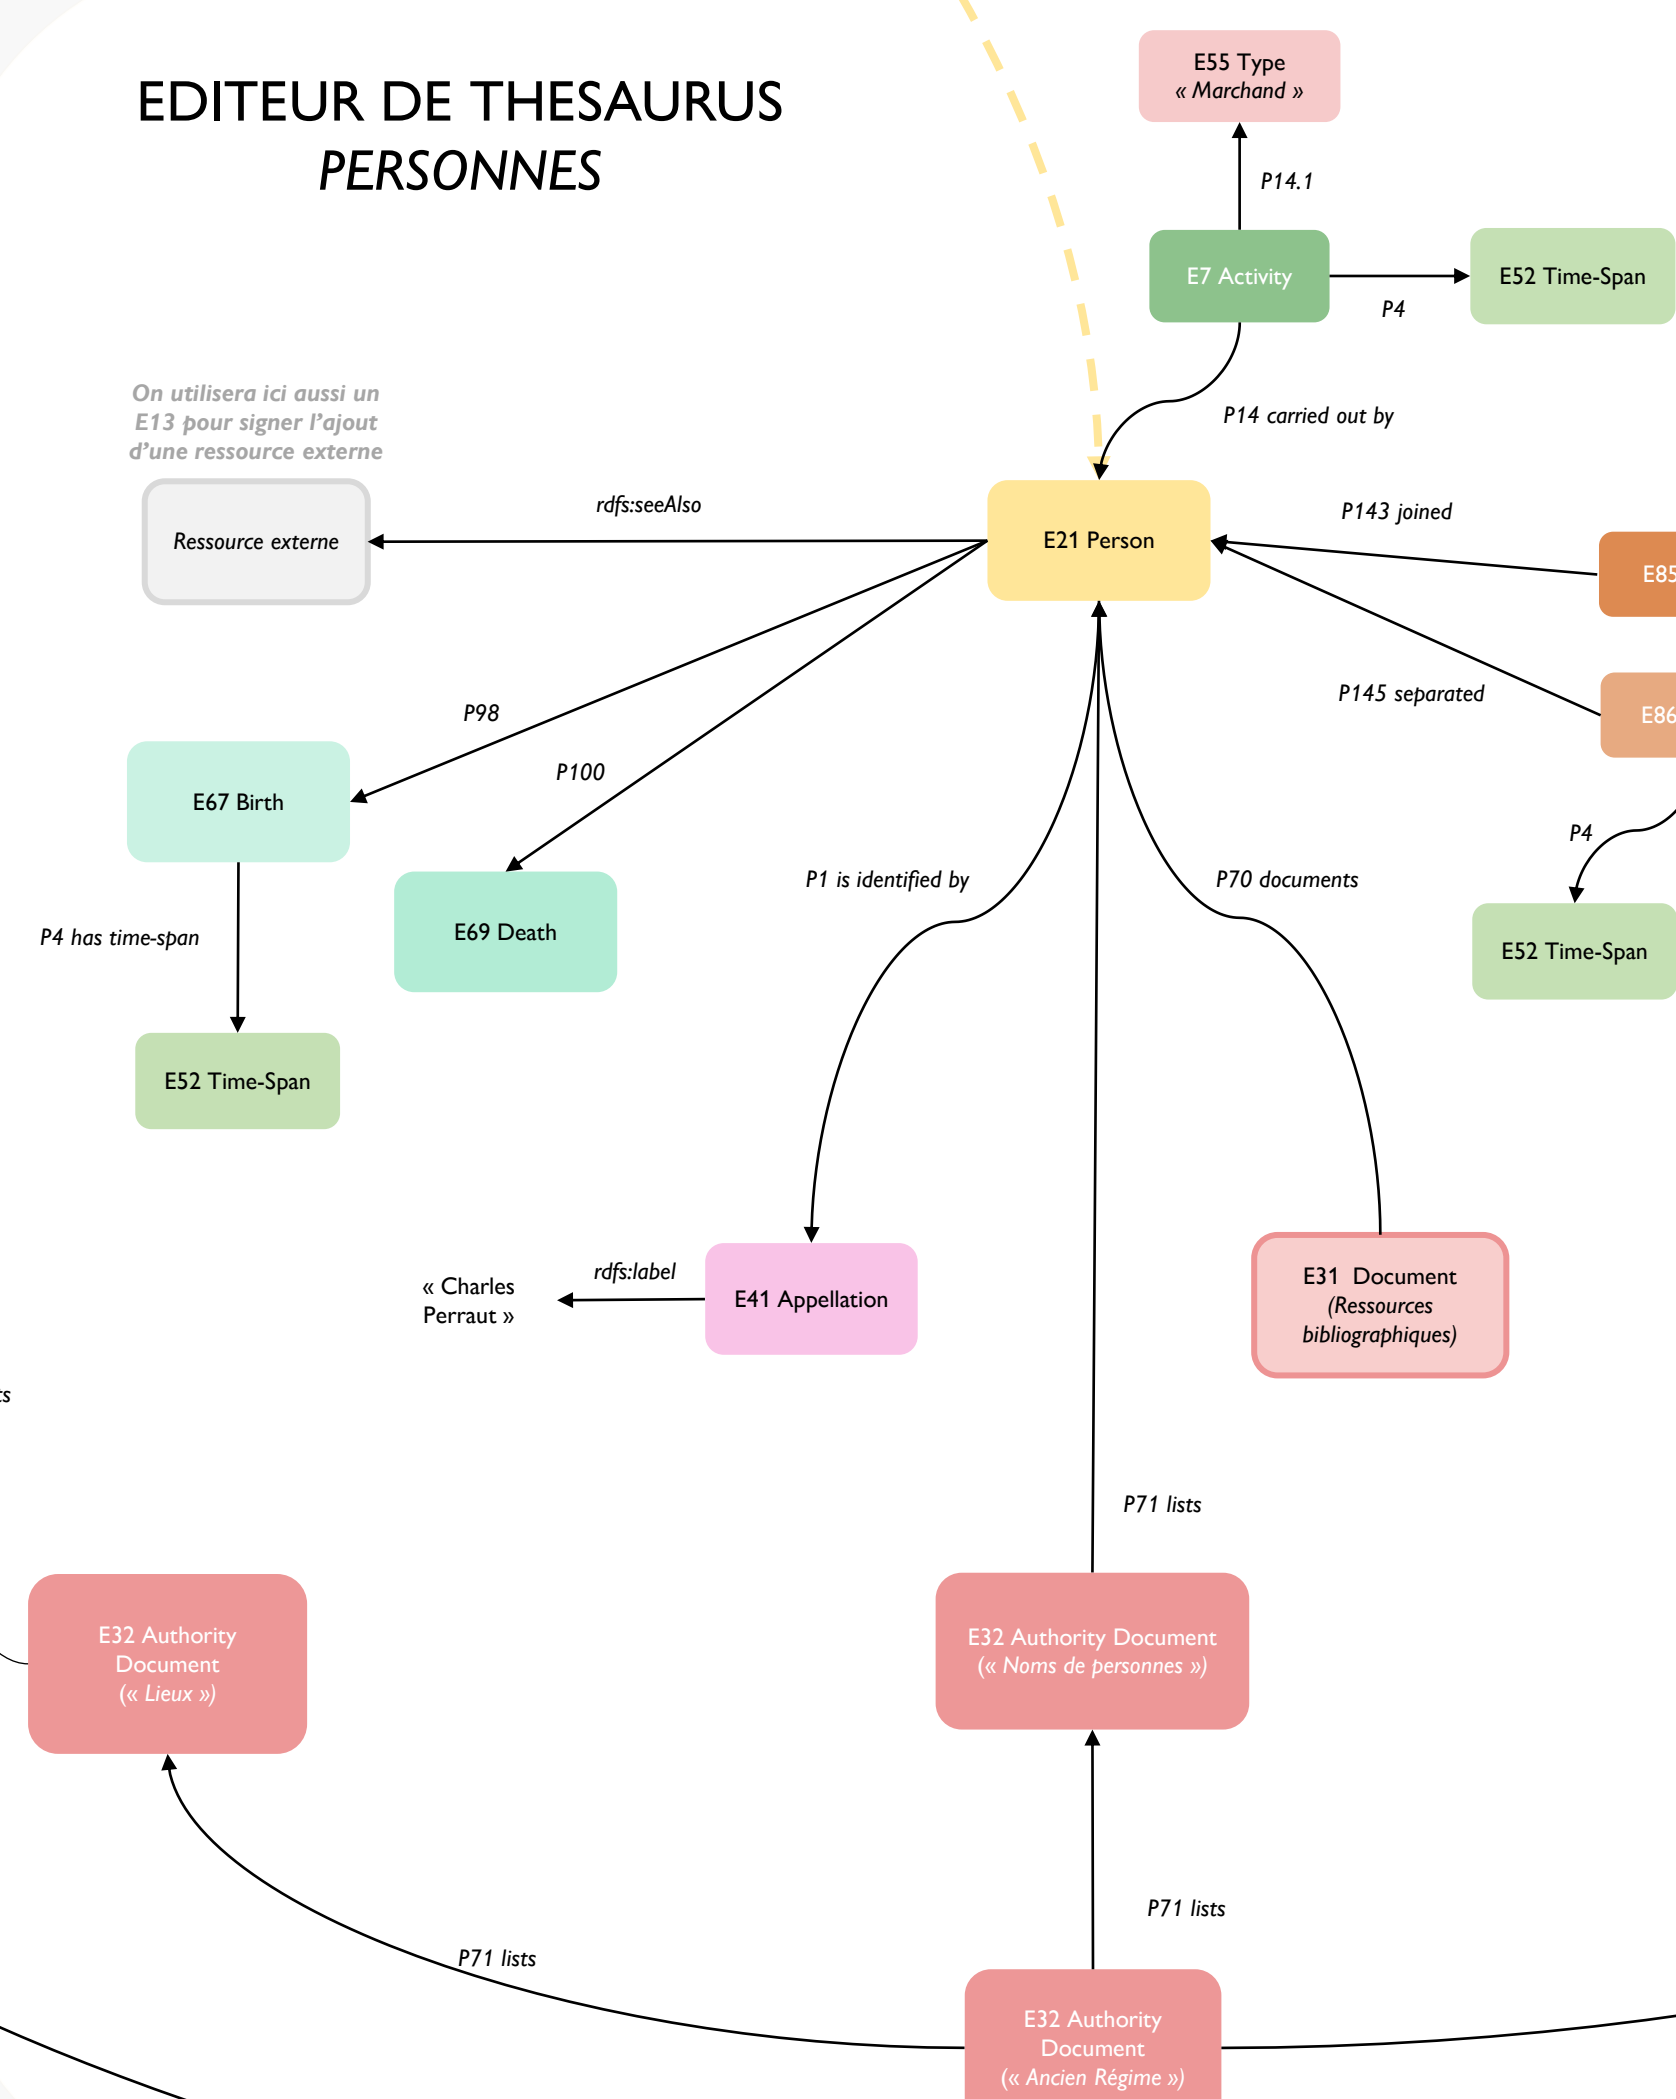 EDITEUR DE THESAURUS
PERSONNES
E55 Type
« Marchand »
P14.1
E7 Activity
P4
E52 Time-Span
P14 carried out by
On utilisera ici aussi un
E13 pour signer l’ajout
d’une ressource externe
Ressource externe
rdfs:seeAlso
E21 Person
P143 joined
E85
P145 separated
E86
P98
P100
E67 Birth
P4
E69 Death
P1 is identified by
P70 documents
P4 has time-span
E52 Time-Span
E52 Time-Span
« Charles
Perraut »
rdfs:label
E41 Appellation
E31 Document
(Ressources
bibliographiques)
P71 lists
E32 Authority
Document
(« Lieux »)
E32 Authority Document
(« Noms de personnes »)
P71 lists
P71 lists
E32 Authority
Document
(« Ancien Régime »)